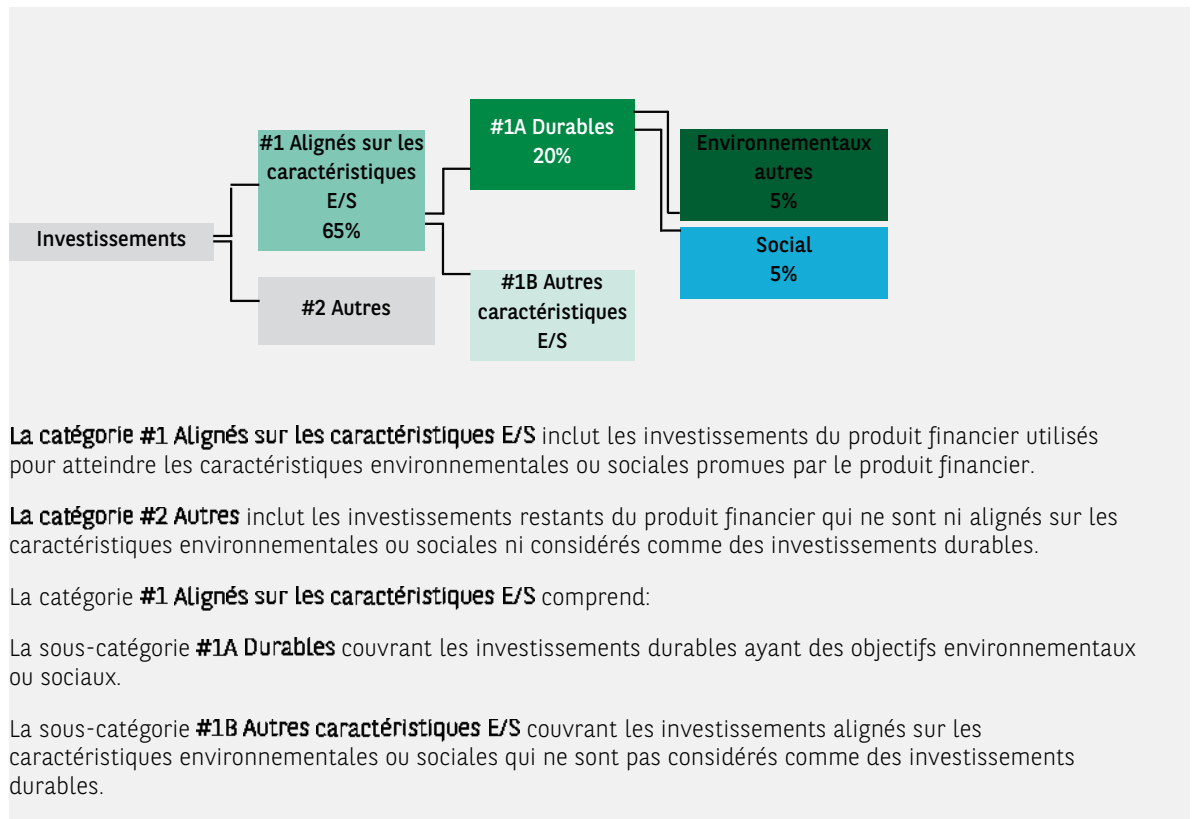 #1A Durables
20%
#1 Alignés sur les
caractéristiques
E/S
65%
Environnementaux
autres
5%
Investissements
Social
5%
#1B Autres
caractéristiques
E/S
#2 Autres
La catégorie #1 Alignés sur les caractéristiques E/S inclut les investissements du produit financier utilisés
pour atteindre les caractéristiques environnementales ou sociales promues par le produit financier.
La catégorie #2 Autres inclut les investissements restants du produit financier qui ne sont ni alignés sur les
caractéristiques environnementales ou sociales ni considérés comme des investissements durables.
La catégorie #1 Alignés sur les caractéristiques E/S comprend:
La sous-catégorie #1A Durables couvrant les investissements durables ayant des objectifs environnementaux
ou sociaux.
La sous-catégorie #1B Autres caractéristiques E/S couvrant les investissements alignés sur les
caractéristiques environnementales ou sociales qui ne sont pas considérés comme des investissements
durables.